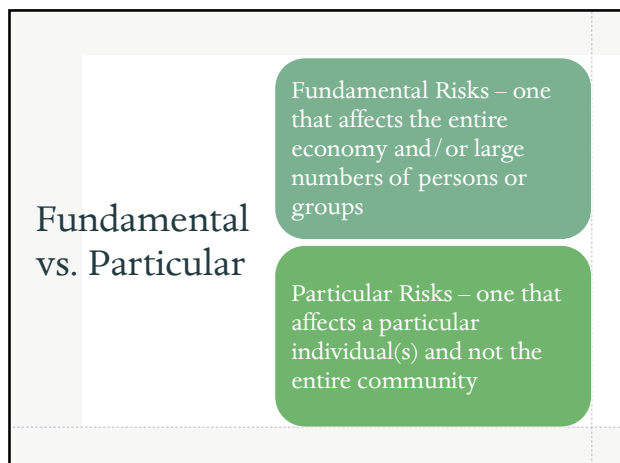 Fundamental
vs. Particular
Fundamental Risks – one
that affects the entire
economy and/or large
numbers of persons or
groups
Particular Risks – one that
affects a particular
individual(s) and not the
entire community